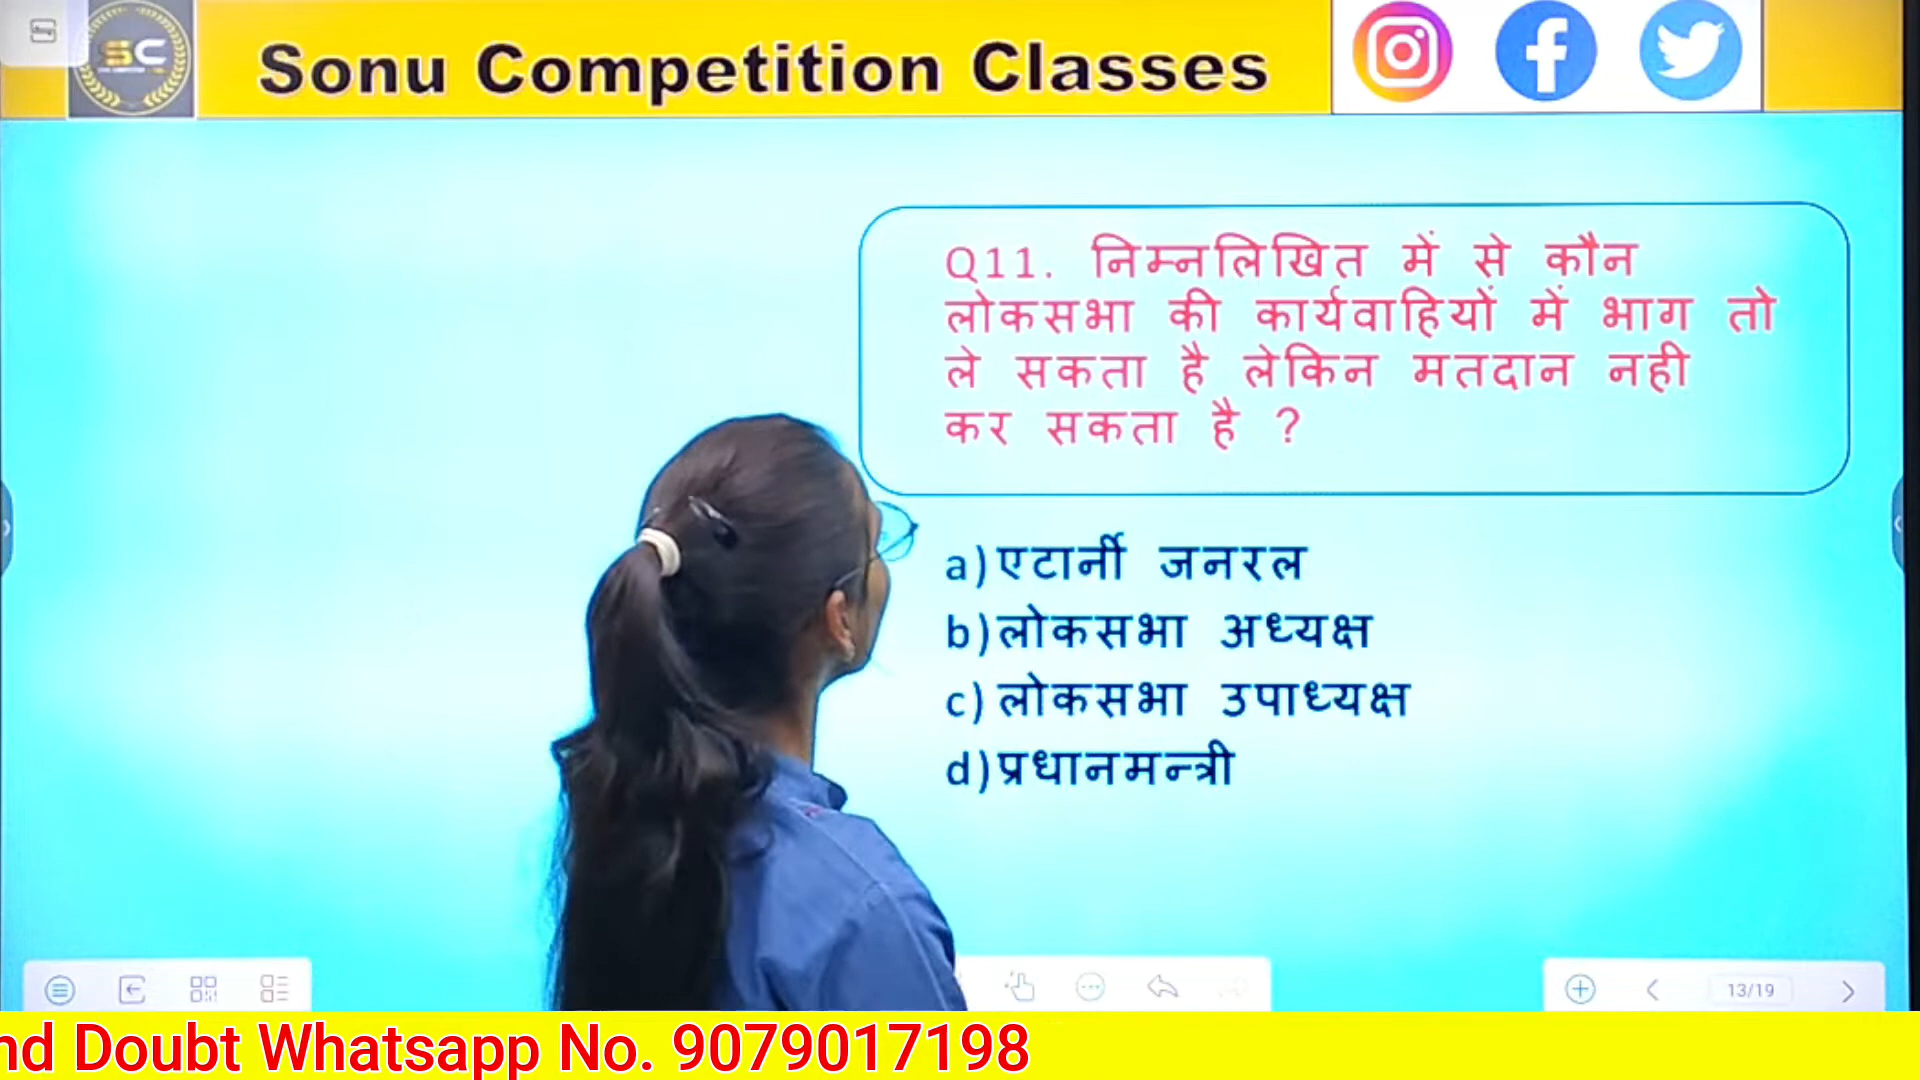 SC
Sonu Competition Classes
Q11. निम्नलिखित में से कौन
लोकसभा की कार्यवाहियों में भाग तो
ले सकता है लेकिन मतदान नही
कर सकता है ?
a)एटार्नी जनरल
b)लोकसभा अध्यक्ष
c) लोकसभा उपाध्यक्ष
d)प्रधानमन्त्री
13/19
nd Doubt Whatsapp No. 9079017198